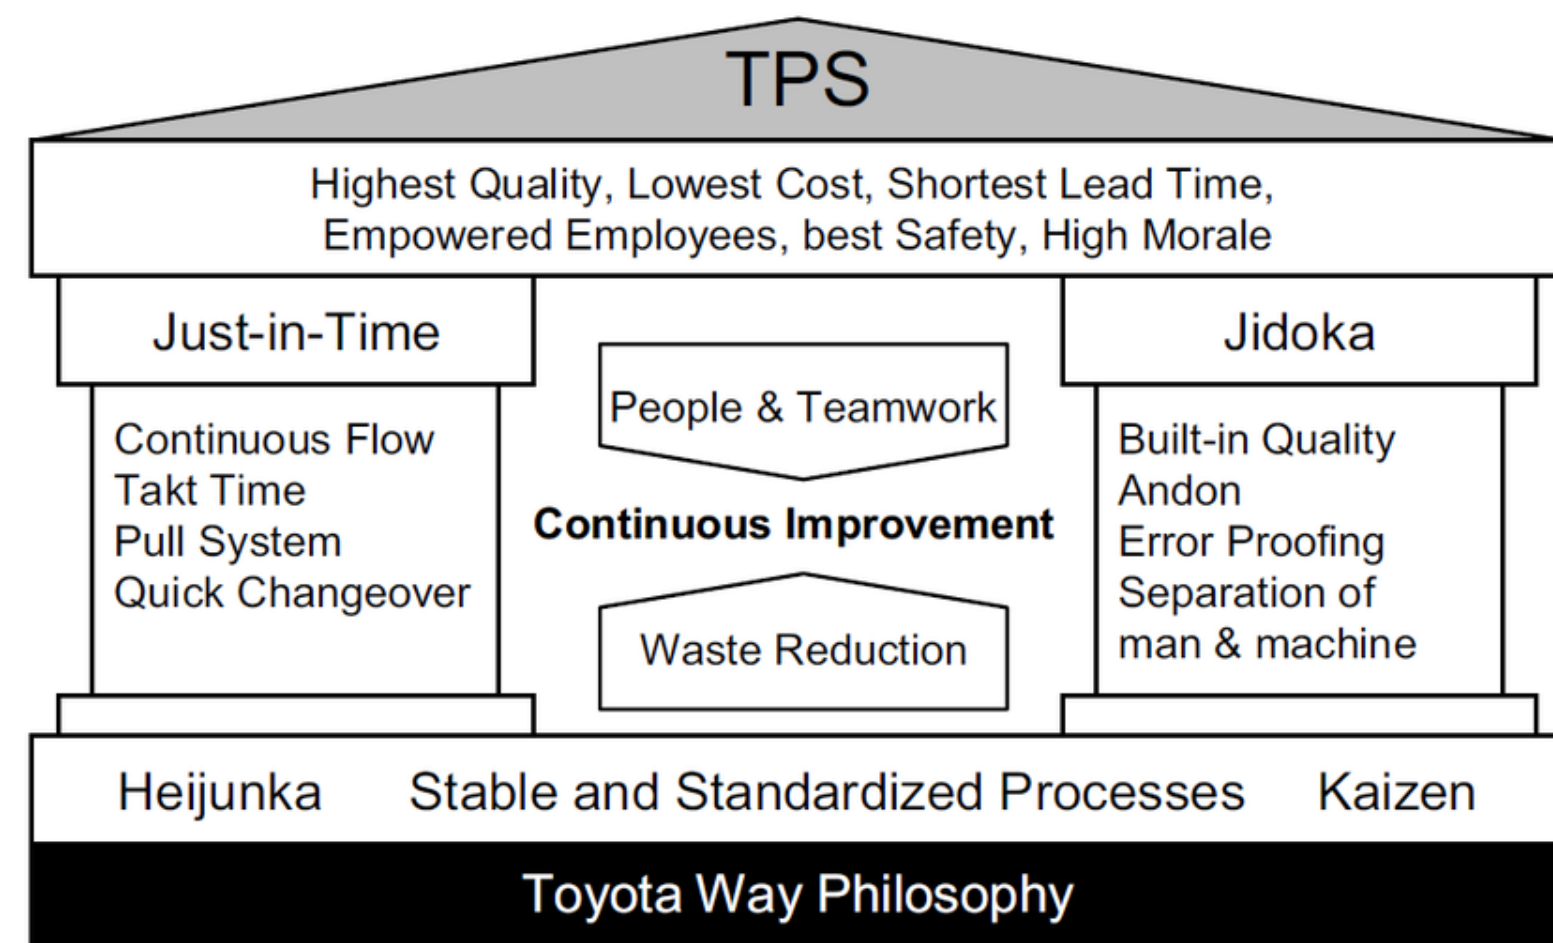 TPS
Highest Quality, Lowest Cost, Shortest Lead Time,
Empowered Employees, best Safety, High Morale
Just-in-Time
Continuous Flow
Takt Time
Pull System
Quick Changeover
People & Teamwork
Continuous Improvement
Waste Reduction
Jidoka
Built-in Quality
Andon
Error Proofing
Separation of
man & machine
Heijunka Stable and Standardized Processes Kaizen
Toyota Way Philosophy